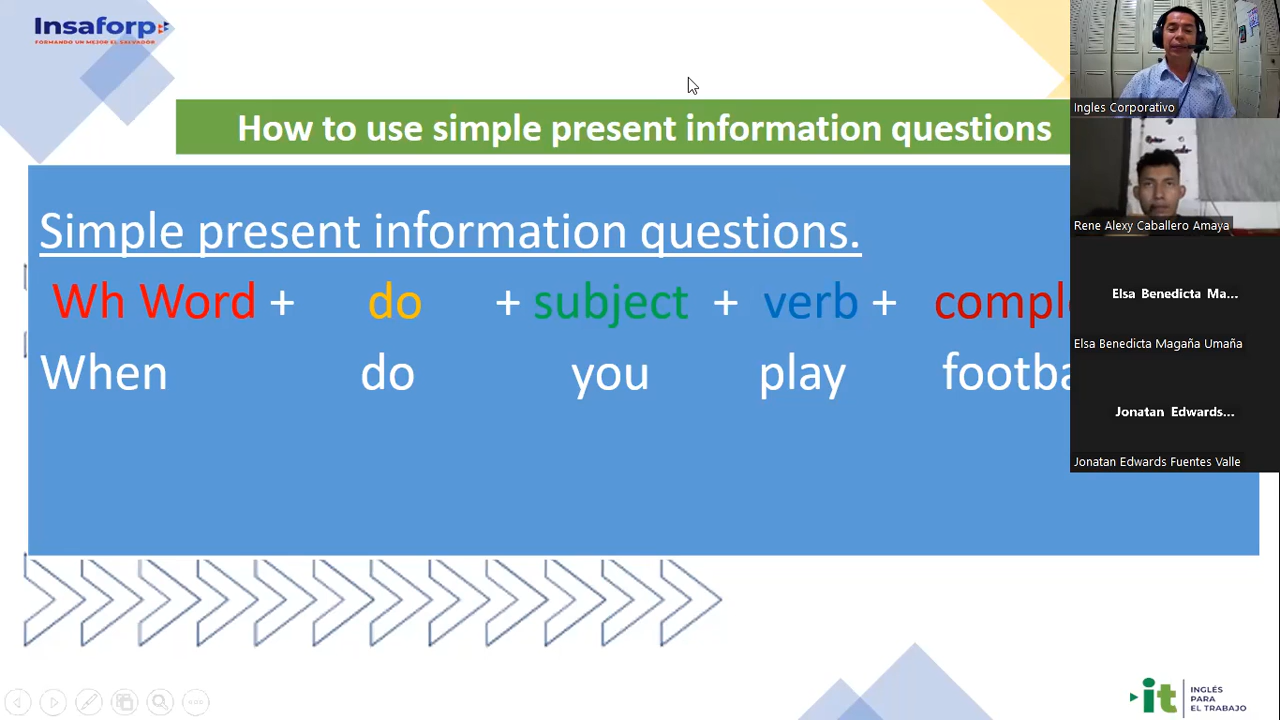 Insaforp
FORMANDO UN MEJOR EL SALVADOR
How to use simple present information questions
Simple present information questions.
Wh Word + do + subject + verb + comple
When do you play footba
Ingles Corporativo
Rene Alexy Caballero Amaya
Elsa Benedicta Ma...
Elsa Benedicta Magaña Umaña
Jonatan Edwards...
Jonatan Edwards Fuentes Valle
it
INGLÉS
PARA
EL TRABAJO